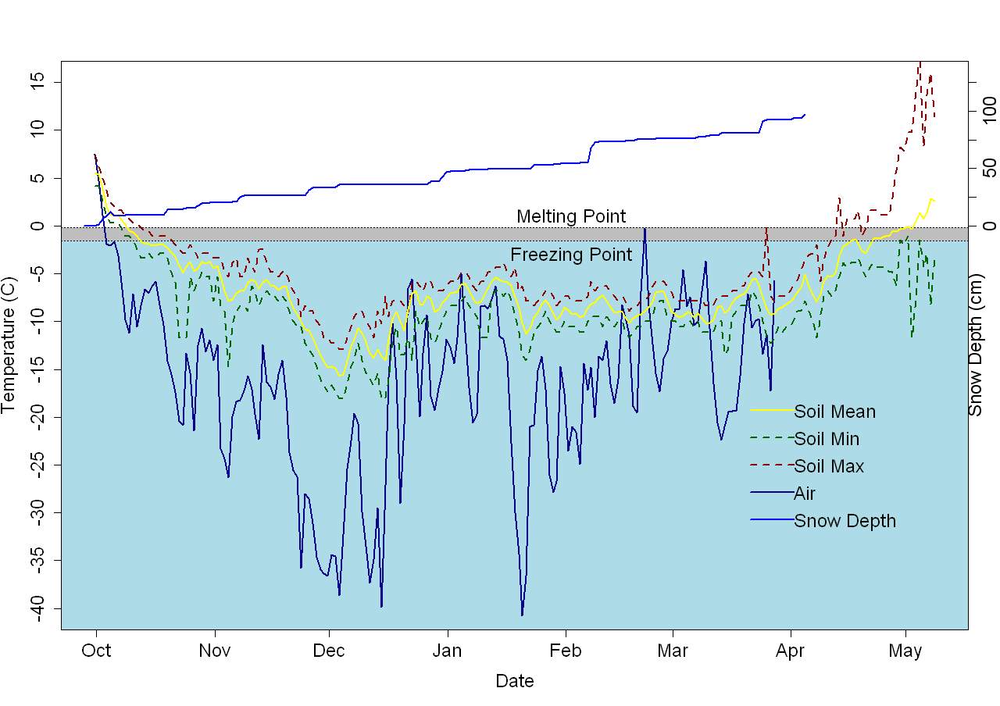 15
10
5
0
-5
-10
-15
-20
-25
-30
-35
-40
Temperature (C)
100
50
0
Snow Depth (cm)
Melting Point
Freezing Point
Soil Mean
Soil Min
Soil Max
Air
Snow Depth
Oct Nov Dec Jan Feb Mar Apr May
Date